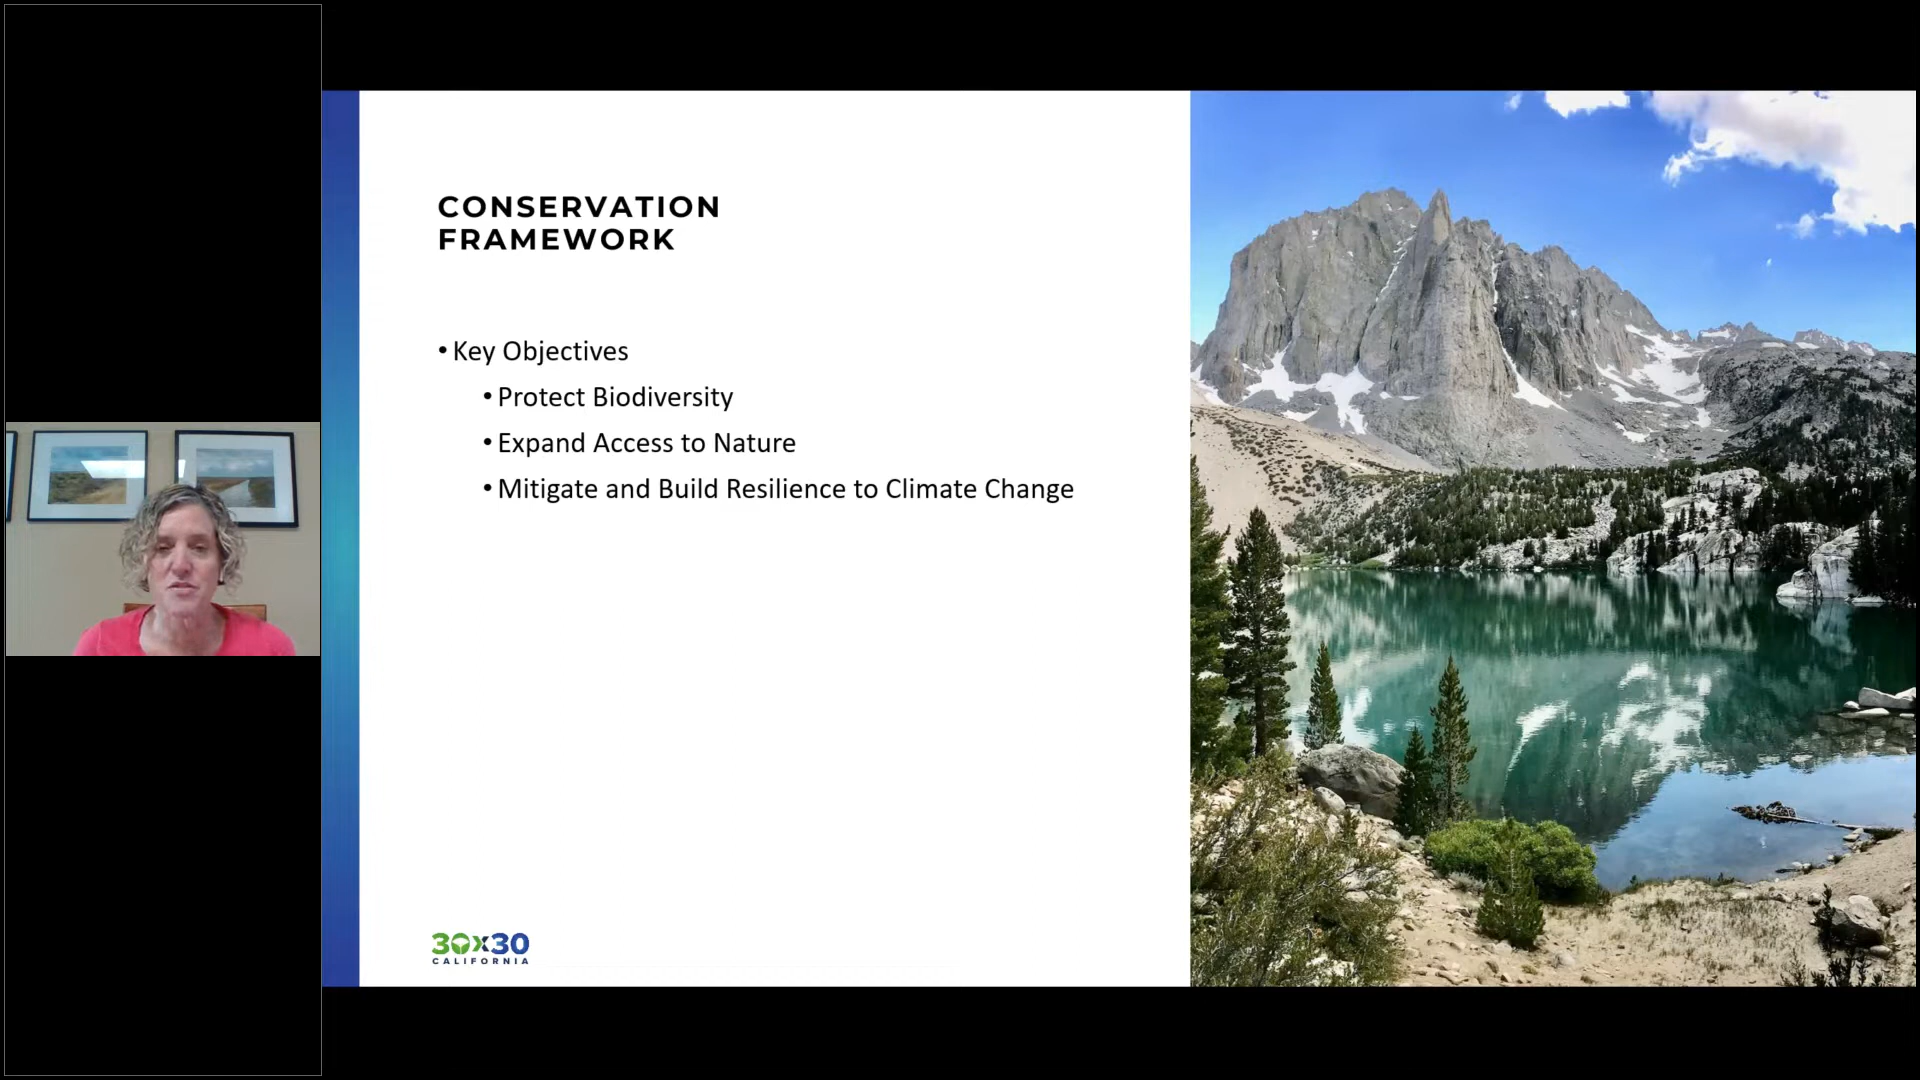 CONSERVATION
FRAMEWORK
• Key Objectives
• Protect Biodiversity
• Expand Access to Nature
• Mitigate and Build Resilience to Climate Change
30x30
CALIFORNIA